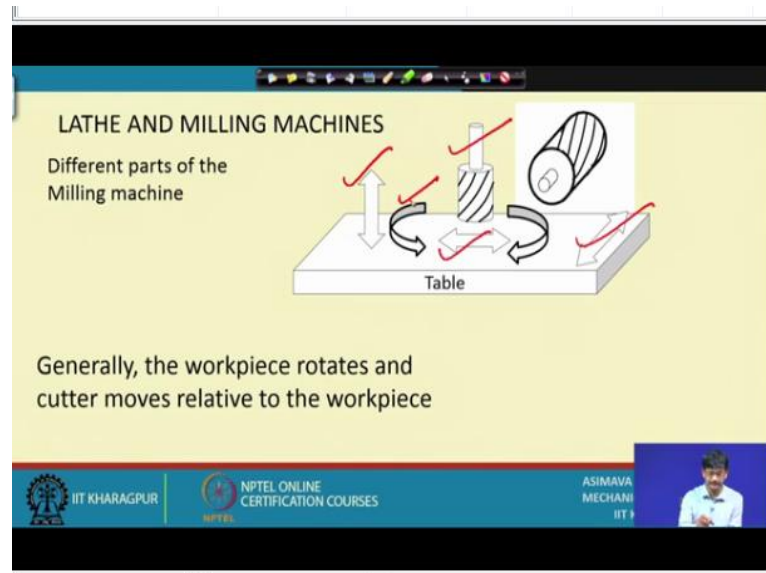 LATHE AND MILLING MACHINES
Different parts of the
Milling machine
Table
Generally, the workpiece rotates and
cutter moves relative to the workpiece
IIT KHARAGPUR
NPTEL
NPTEL ONLINE
CERTIFICATION COURSES
ASIMAVA
MECHANI
IIT K